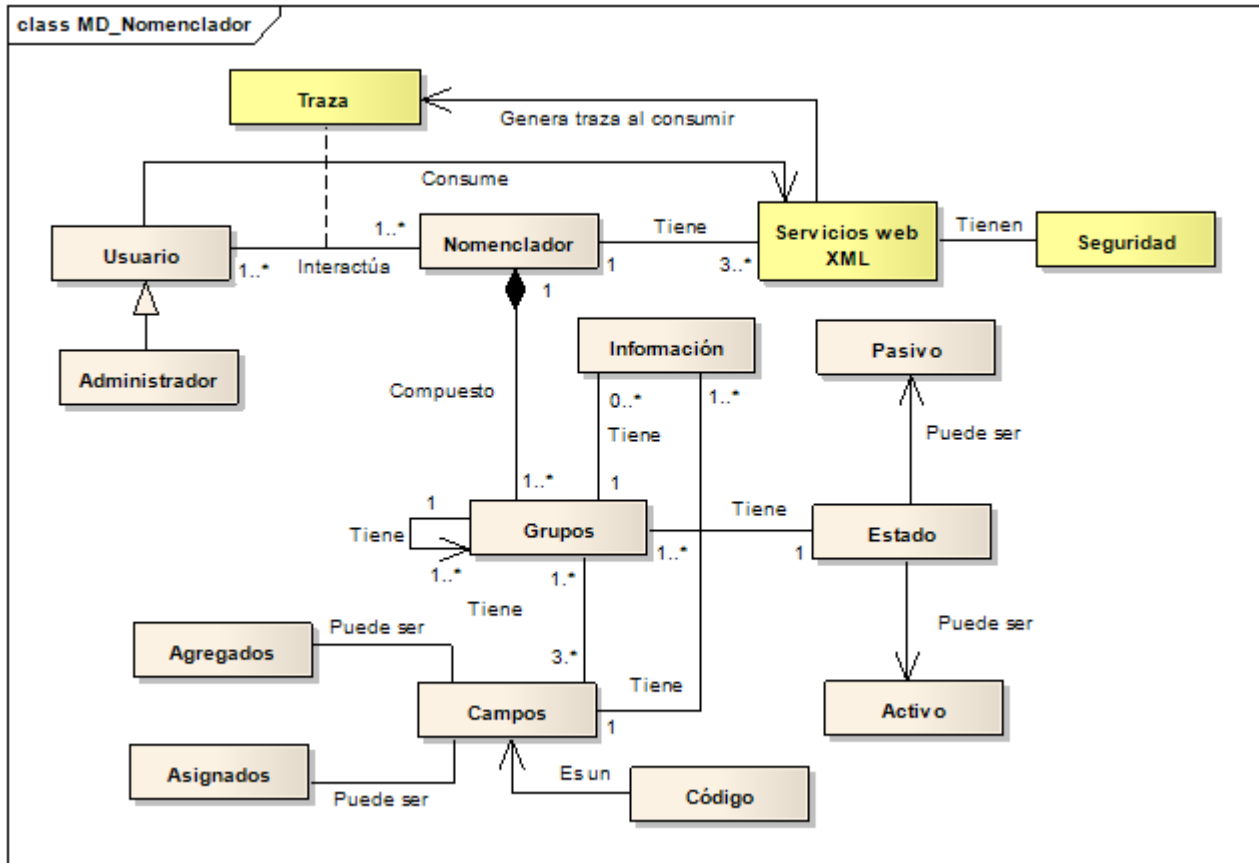 class MD_Nomenclador
Traza
Genera traza al consumir
Consume
Usuario
1..*
Interactúa
1..*
Nomenclador
1
Tiene
3..*
Servicios web
XML
Tienen
Seguridad
1
Administrador
Compuesto
1..*
Información
0..*
Tiene
1
1..*
Pasivo
Puede ser
1
Tiene
1..*
Grupos
1..*
Tiene
1
Estado
1.*
Tiene
3.*
Puede ser
Agregados
Campos
1
Tiene
Puede ser
Activo
Asignados
Puede ser
Es un
Código